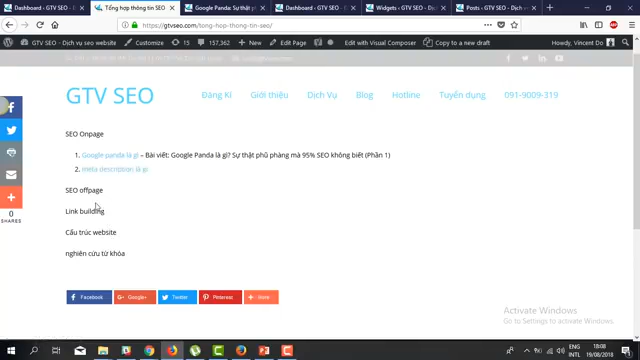 Dashboard ‹ GTV SEO
Tổng hợp thông tin SEO
Google Panda là gì? Sự thật p
Dashboard ‹ GTV SEO
Widgets ‹ GTV SEO — W
Posts ‹ GTV SEO - Dịch v
https://gtvseo.com/tong-hop-thong-tin-seo/
GTV SEO - Dịch vụ seo website
Customize
15
157,362
New
Edit Page
Edit with Visual Composer
Copy to a new draft
Howdy, Vincent Do
GTV SEO
Đăng Kí
Giới thiệu
Dịch Vụ
Blog
Hotline
Tuyển dụng
091-9009-319
SEO Onpage
1. Google panda là gì – Bài viết: Google Panda là gì? Sự thật phũ phàng mà 95% SEO không biết (Phần 1)
2. meta description là gì
SEO offpage
Link building
Cấu trúc website
nghiên cứu từ khóa
0
SHARES
Facebook
Google+
Twitter
Pinterest
More
Activate Windows
Go to Settings to activate Windows.
ENG
INTL
18:08
19/08/2018